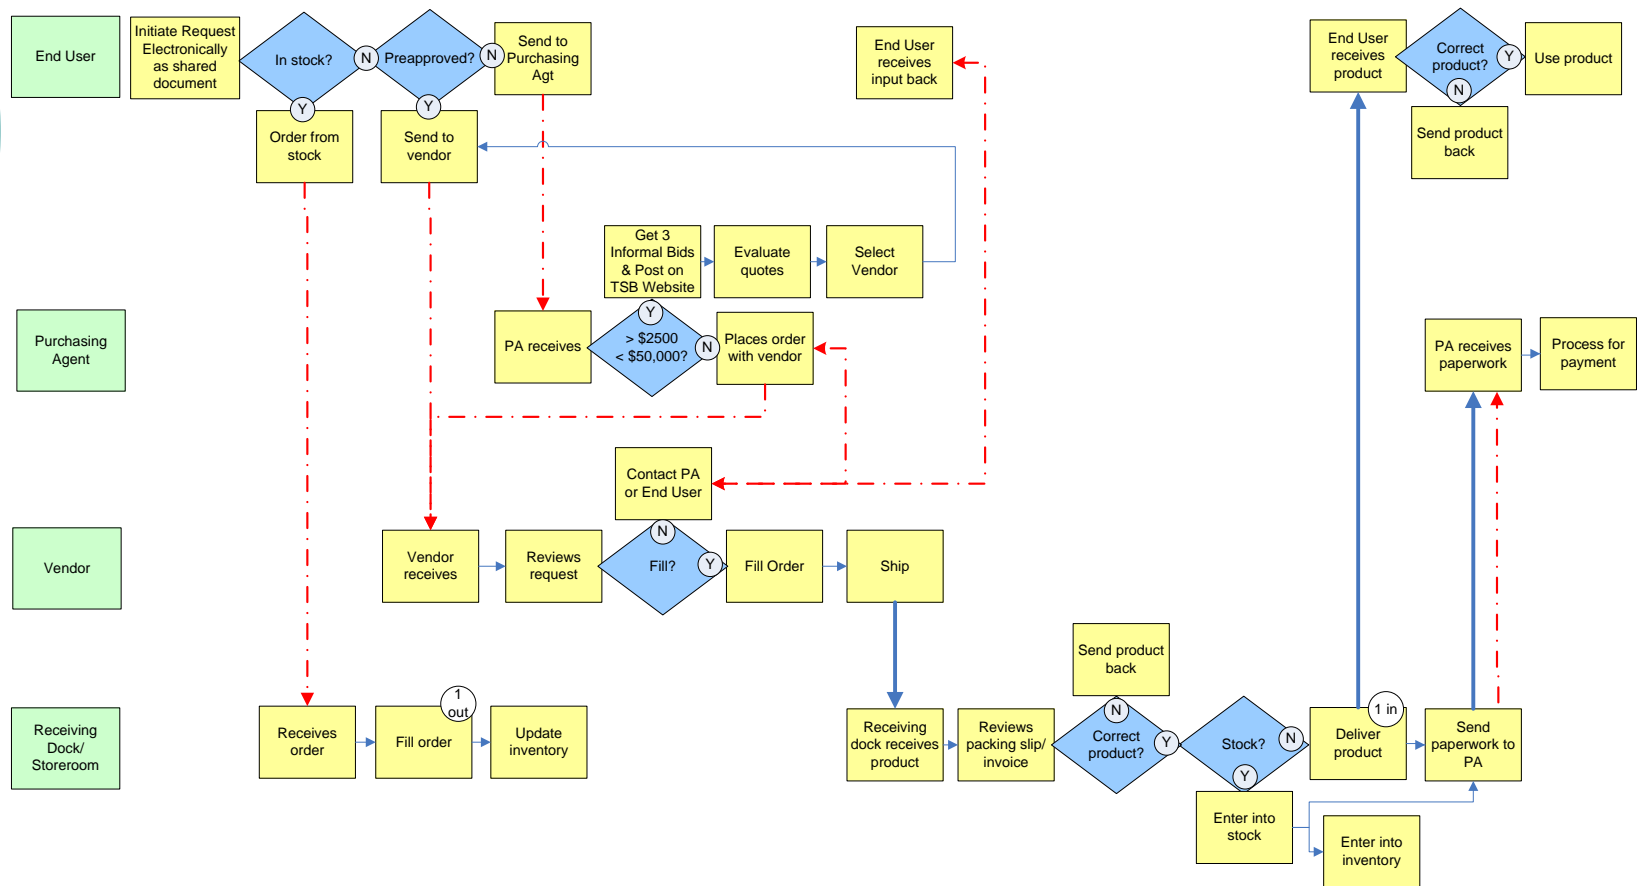 End User
Initiate Request
Electronically
as shared
document
In stock?
N
Y
Preapproved?
N
Y
Send to
Purchasing
Agt
Order from
stock
Send to
vendor
End User
receives
input back
End User
receives
product
Correct
product?
Y
N
Use product
Send product
back
Get 3
Informal Bids
& Post on
TSB Website
Evaluate
quotes
Select
Vendor
Purchasing
Agent
PA receives
Y
> $2500
< $50,000?
N
Places order
with vendor
PA receives
paperwork
Process for
payment
Contact PA
or End User
Vendor
Vendor
receives
Reviews
request
N
Fill?
Y
Fill Order
Ship
Send product
back
Receiving
Dock/
Storeroom
Receives
order
1
out
Fill order
Update
inventory
Receiving
dock receives
product
Reviews
packing slip/
invoice
N
Correct
product?
Y
Stock?
N
Y
1 in
Deliver
product
Send
paperwork to
PA
Enter into
stock
Enter into
inventory